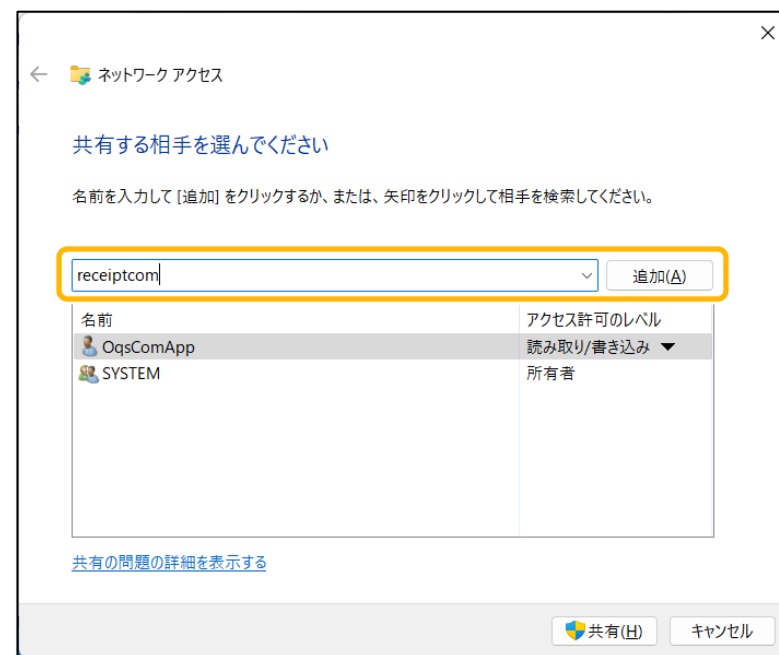 ネットワーク アクセス
共有する相手を選んでください
名前を入力して [追加] をクリックするか、または、矢印をクリックして相手を検索してください。
receiptcom 追加(A)
名前 アクセス許可のレベル
OqsComApp 読み取り/書き込み
SYSTEM 所有者
共有の問題の詳細を表示する
共有(H) キャンセル